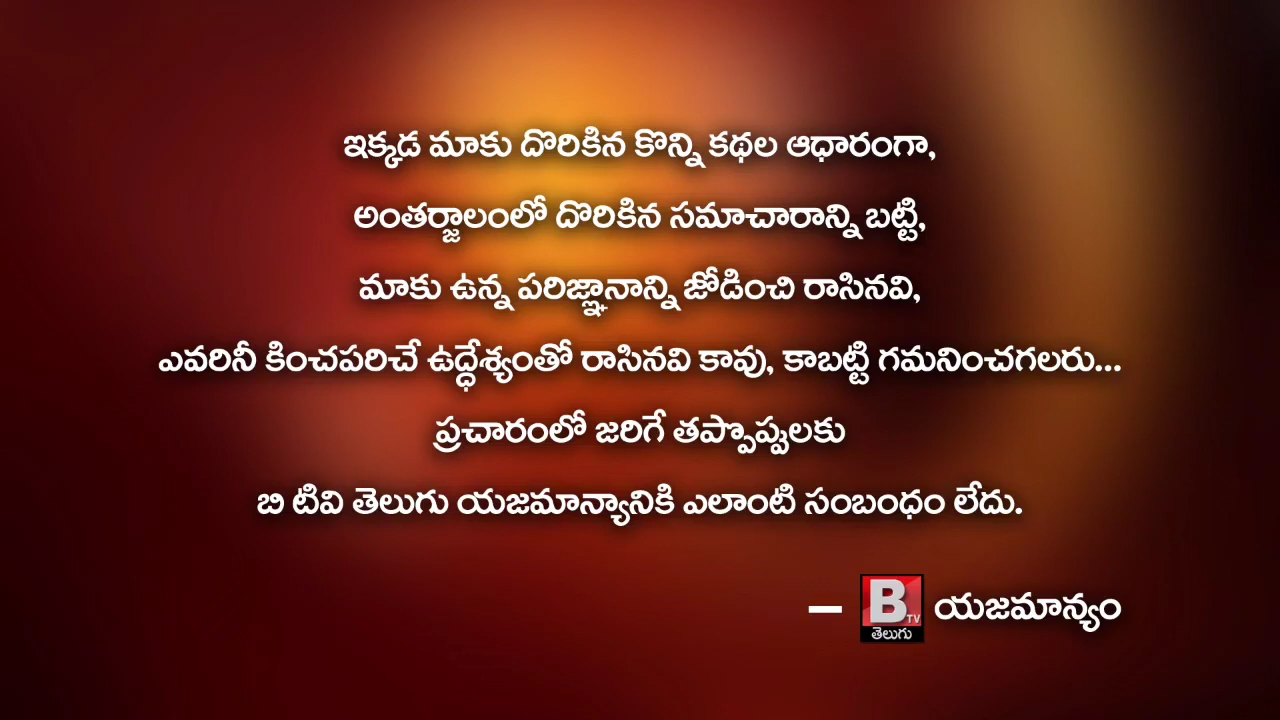 ఇక్కడ మాకు దొరికిన కొన్ని కథల ఆధారంగా,
అంతర్జాలంలో దొరికిన సమాచారాన్ని బట్టి,
మాకు ఉన్న పరిజ్ఞానాన్ని జోడించి రాసినవి,
ఎవరినీ కించపరిచే ఉద్ధేశ్యంతో రాసినవి కావు, కాబట్టి గమనించగలరు...
ప్రచారంలో జరిగే తప్పొప్పులకు
బి టివి తెలుగు యజమాన్యానికి ఎలాంటి సంబంధం లేదు.
– B TV తెలుగు యజమాన్యం